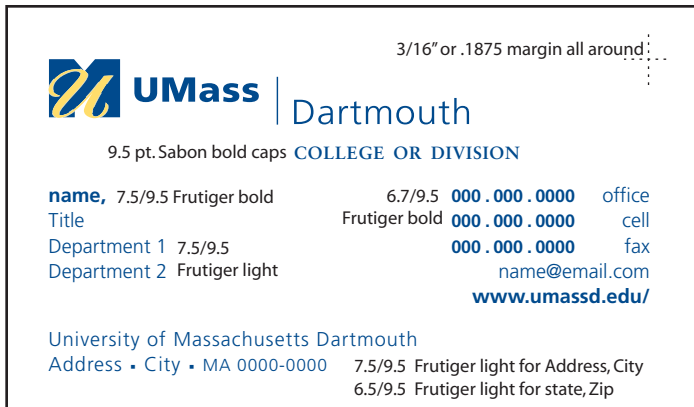 3/16” or .1875 margin all around
U UMass | Dartmouth
9.5 pt. Sabon bold caps COLLEGE OR DIVISION
name, 7.5/9.5 Frutiger bold 6.7/9.5 000 . 000 . 0000 office
Title Frutiger bold 000 . 000 . 0000 cell
Department 1 7.5/9.5 000 . 000 . 0000 fax
Department 2 Frutiger light name@email.com
www.umassd.edu/
University of Massachusetts Dartmouth
Address ▪ City ▪ MA 0000-0000 7.5/9.5 Frutiger light for Address, City
6.5/9.5 Frutiger light for state, Zip